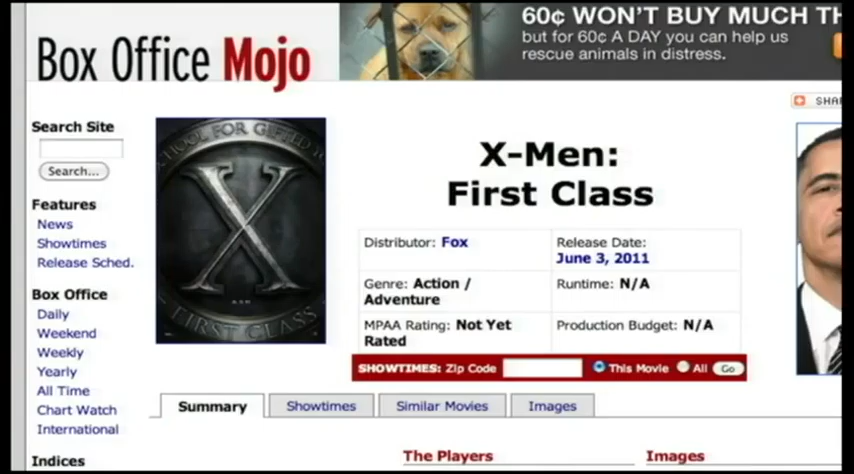 60¢ WON'T BUY MUCH TH
but for 60¢ A DAY you can help us
rescue animals in distress.
Box Office Mojo
SHA
Search Site
Search...
Features
News
Showtimes
Release Sched.
Box Office
Daily
Weekend
Weekly
Yearly
All Time
Chart Watch
International
Indices
SCHOOL FOR GIFTED
X
FIRST CLASS
X-Men:
First Class
Distributor: Fox
Release Date:
June 3, 2011
Genre: Action /
Adventure
Runtime: N/A
MPAA Rating: Not Yet
Rated
Production Budget: N/A
SHOWTIMES: Zip Code
This Movie
All
Go
Summary
Showtimes
Similar Movies
Images
The Players
Images